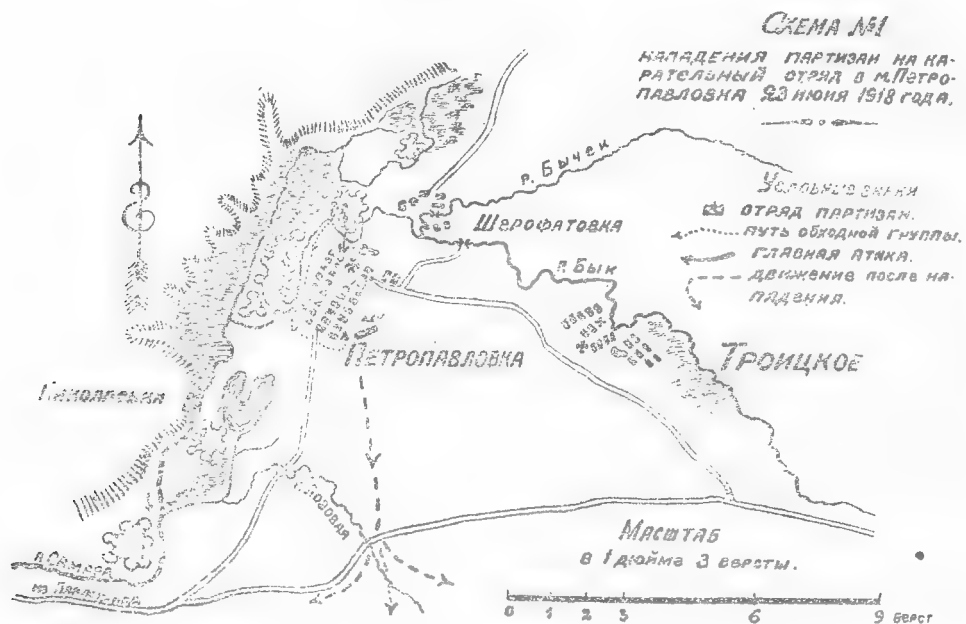 Схема №1
НАПАДЕНИЯ ПАРТИЗАН НА КА-
РАТЕЛЬНЫЙ ОТРЯД В М. ПЕТРО-
ПАВЛОВКА 23 ИЮНЯ 1918 ГОДА.
р. Бычек
Условные знаки
ОТРЯД ПАРТИЗАН.
ПУТЬ ОБХОДНОЙ ГРУППЫ.
ГЛАВНАЯ АТАКА.
ДВИЖЕНИЕ ПОСЛЕ НА-
ПАДЕНИЯ.
Шерофатовка
р. Бык
Петропавловка
Троицкое
Масштаб
в 1 дюйме 3 версты.
р. Самара
из
0 1 2 3 6 9 верст